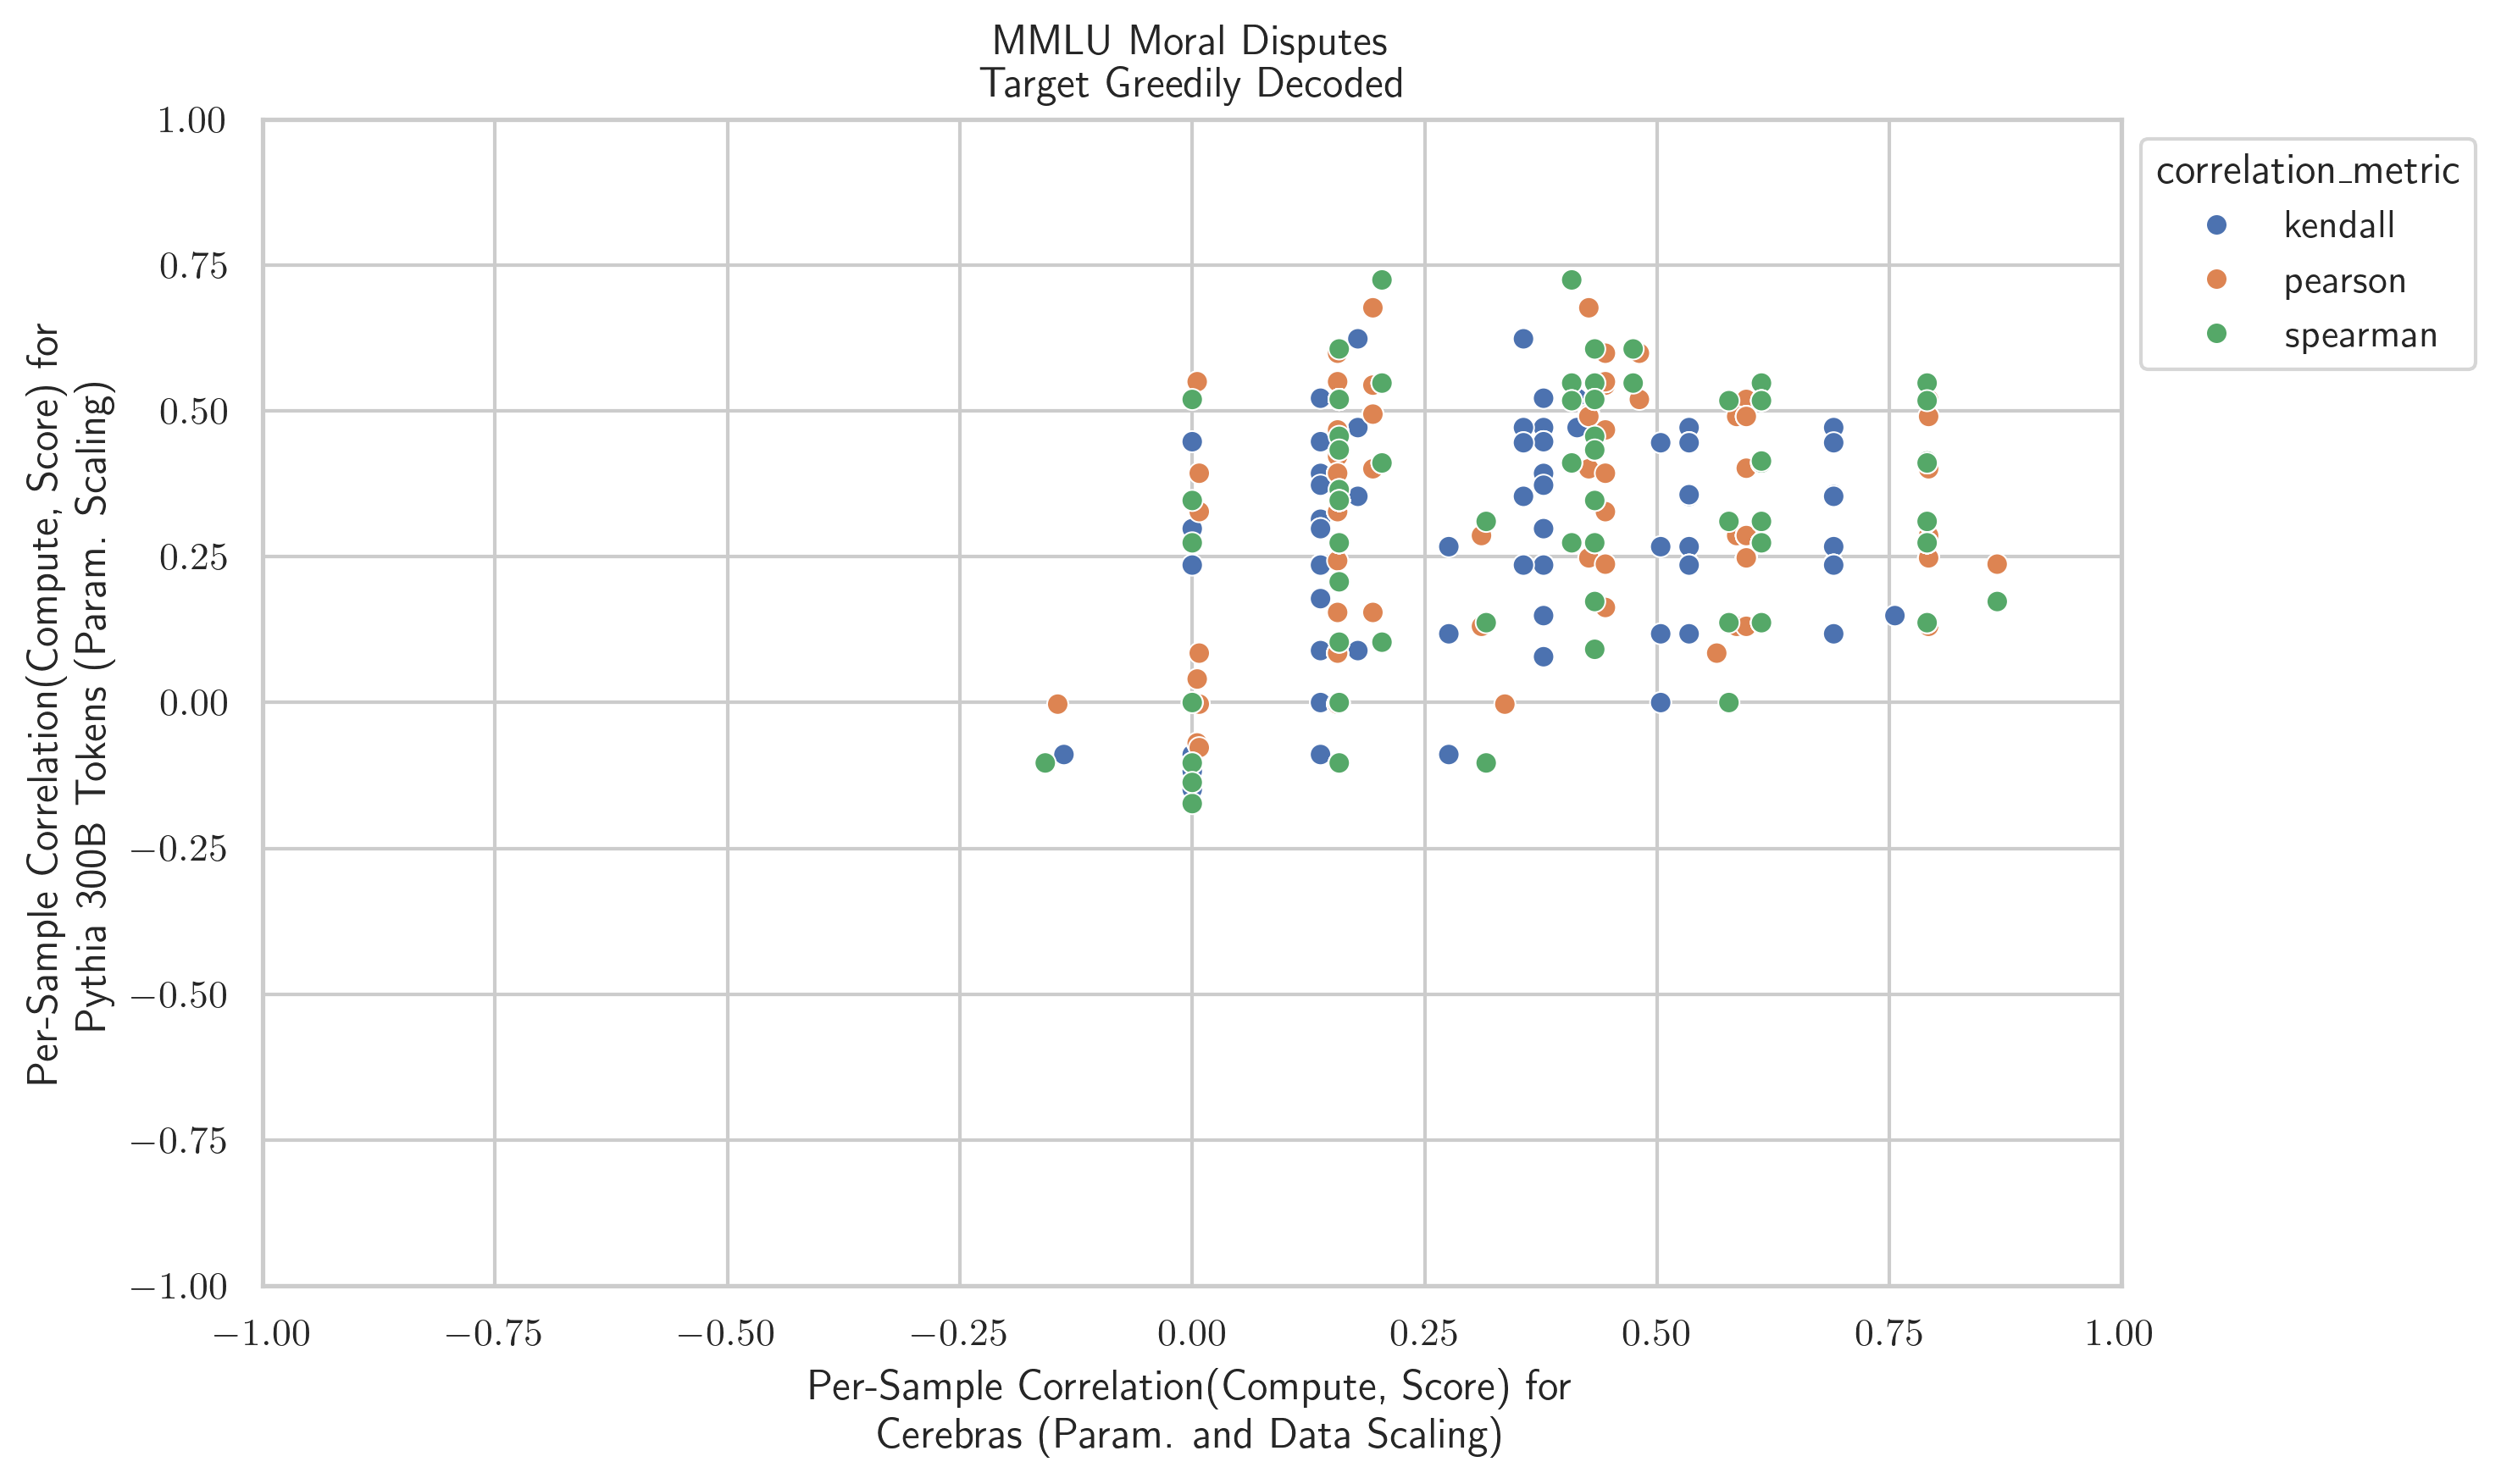 MMLU Moral Disputes
Target Greedily Decoded
Per-Sample Correlation(Compute, Score) for
Pythia 300B Tokens (Param. Scaling)
1.00
0.75
0.50
0.25
0.00
−0.25
−0.50
−0.75
−1.00
correlation_metric
kendall
pearson
spearman
−1.00 −0.75 −0.50 −0.25 0.00 0.25 0.50 0.75 1.00
Per-Sample Correlation(Compute, Score) for
Cerebras (Param. and Data Scaling)